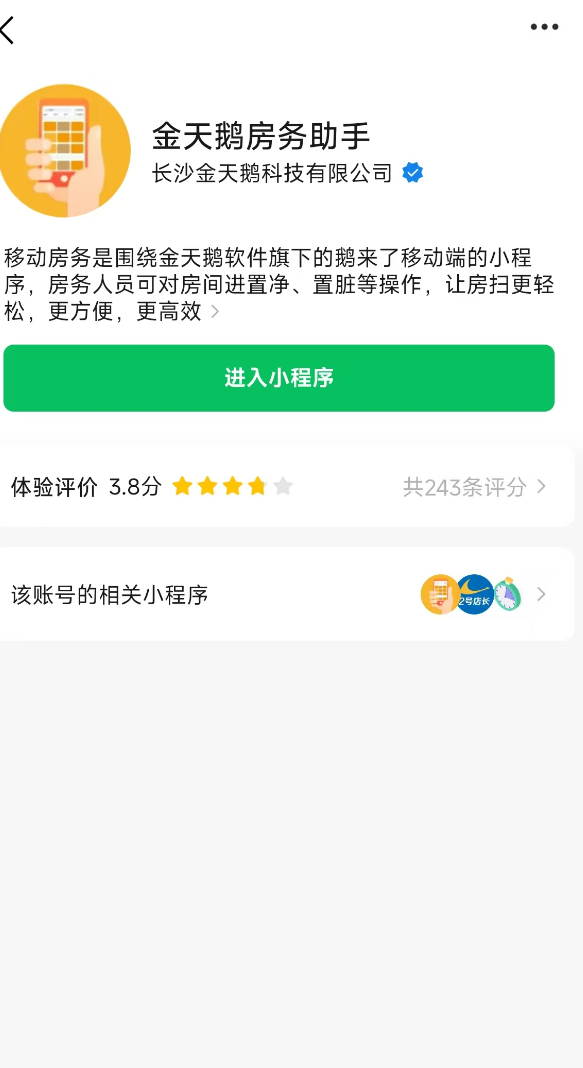 金天鹅房务助手
长沙金天鹅科技有限公司
移动房务是围绕金天鹅软件旗下的鹅来了移动端的小程
序，房务人员可对房间进置净、置脏等操作，让房扫更轻
松，更方便，更高效
进入小程序
体验评价 3.8分 共243条评分
该账号的相关小程序
2号店长